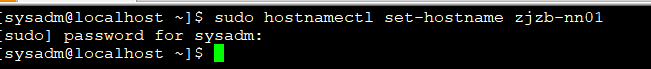 [sysadm@localhost ~]$ sudo hostnamectl set-hostname zjzb-nn01
[sudo] password for sysadm:
[sysadm@localhost ~]$